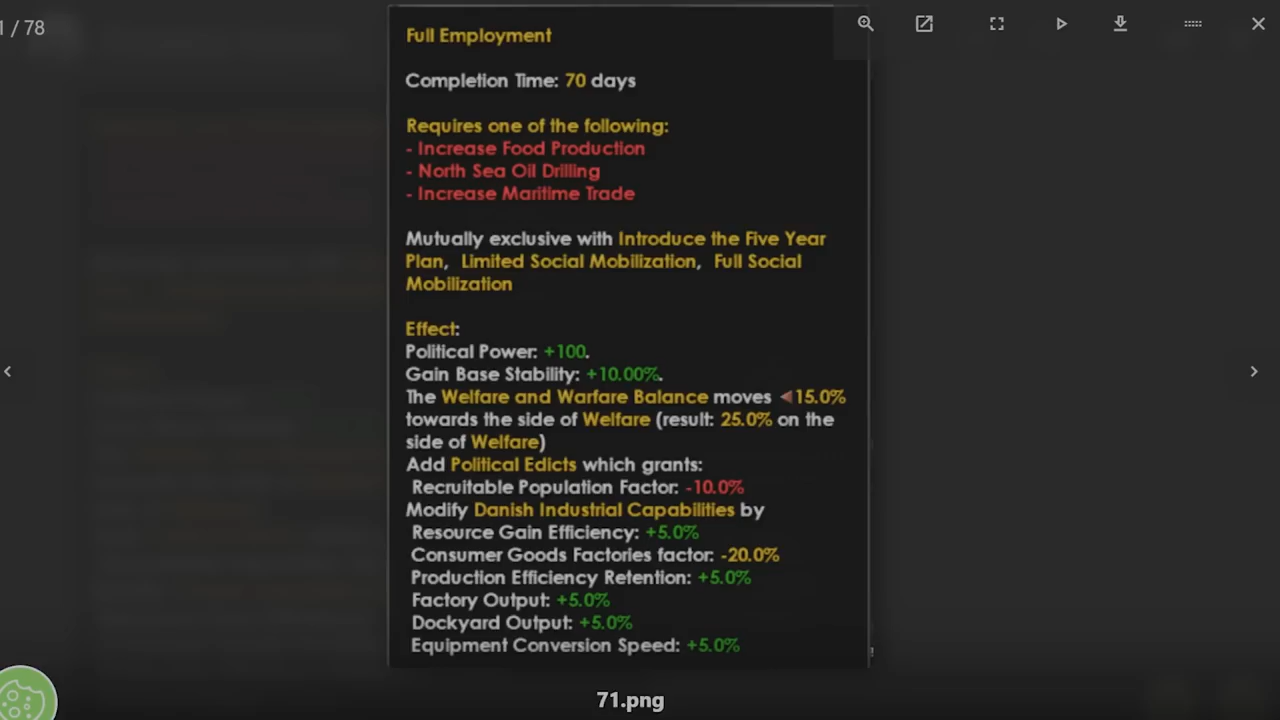 1 / 78
Full Employment
Completion Time: 70 days
Requires one of the following:
- Increase Food Production
- North Sea Oil Drilling
- Increase Maritime Trade
Mutually exclusive with Introduce the Five Year
Plan, Limited Social Mobilization, Full Social
Mobilization
Effect:
Political Power: +100.
Gain Base Stability: +10.00%.
The Welfare and Warfare Balance moves ◀15.0%
towards the side of Welfare (result: 25.0% on the
side of Welfare)
Add Political Edicts which grants:
Recruitable Population Factor: -10.0%
Modify Danish Industrial Capabilities by
Resource Gain Efficiency: +5.0%
Consumer Goods Factories factor: -20.0%
Production Efficiency Retention: +5.0%
Factory Output: +5.0%
Dockyard Output: +5.0%
Equipment Conversion Speed: +5.0%
71.png